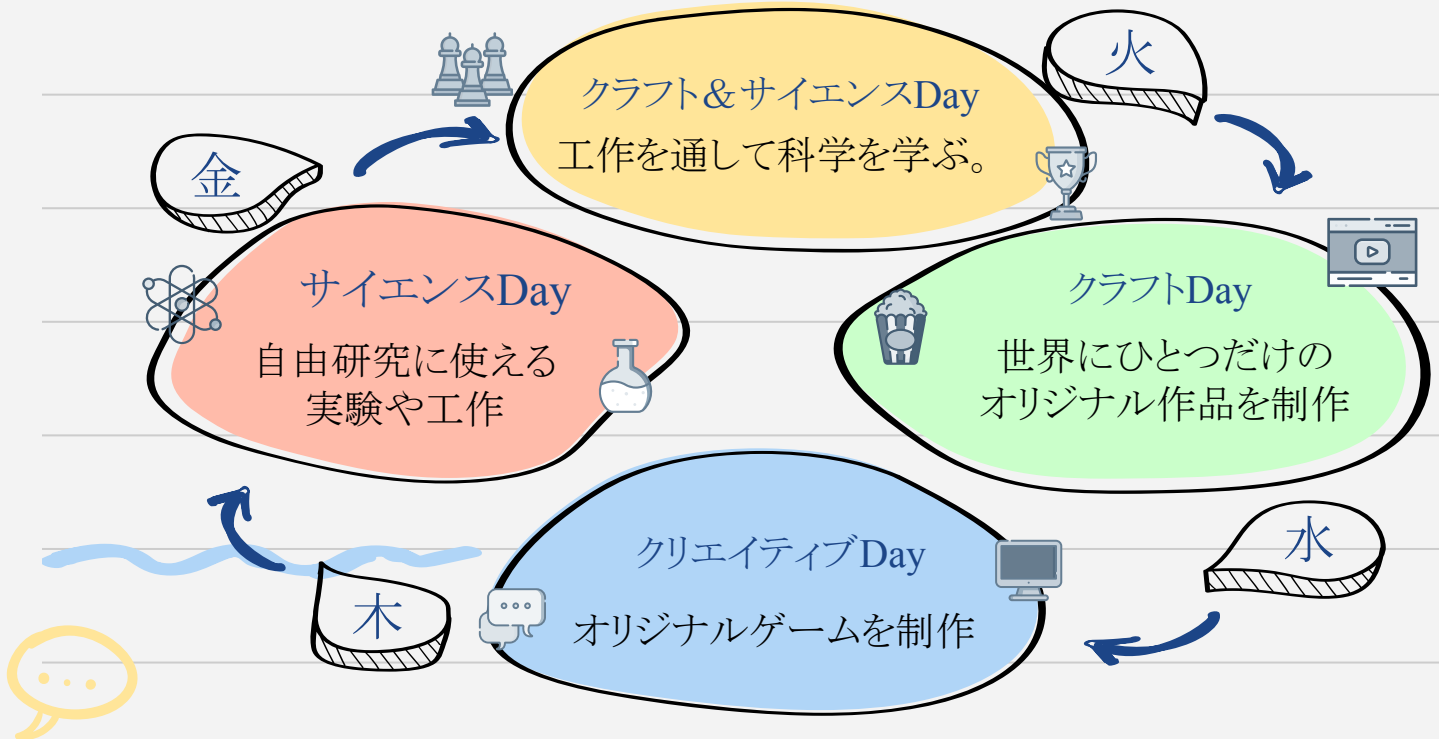 火
クラフト&サイエンスDay
工作を通して科学を学ぶ。
金
サイエンスDay
自由研究に使える
実験や工作
クラフトDay
世界にひとつだけの
オリジナル作品を制作
水
クリエイティブDay
オリジナルゲームを制作
木